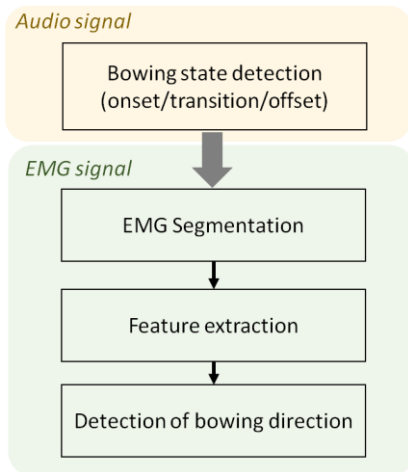 Audio signal
Bowing state detection
(onset/transition/offset)
EMG signal
EMG Segmentation
Feature extraction
Detection of bowing direction